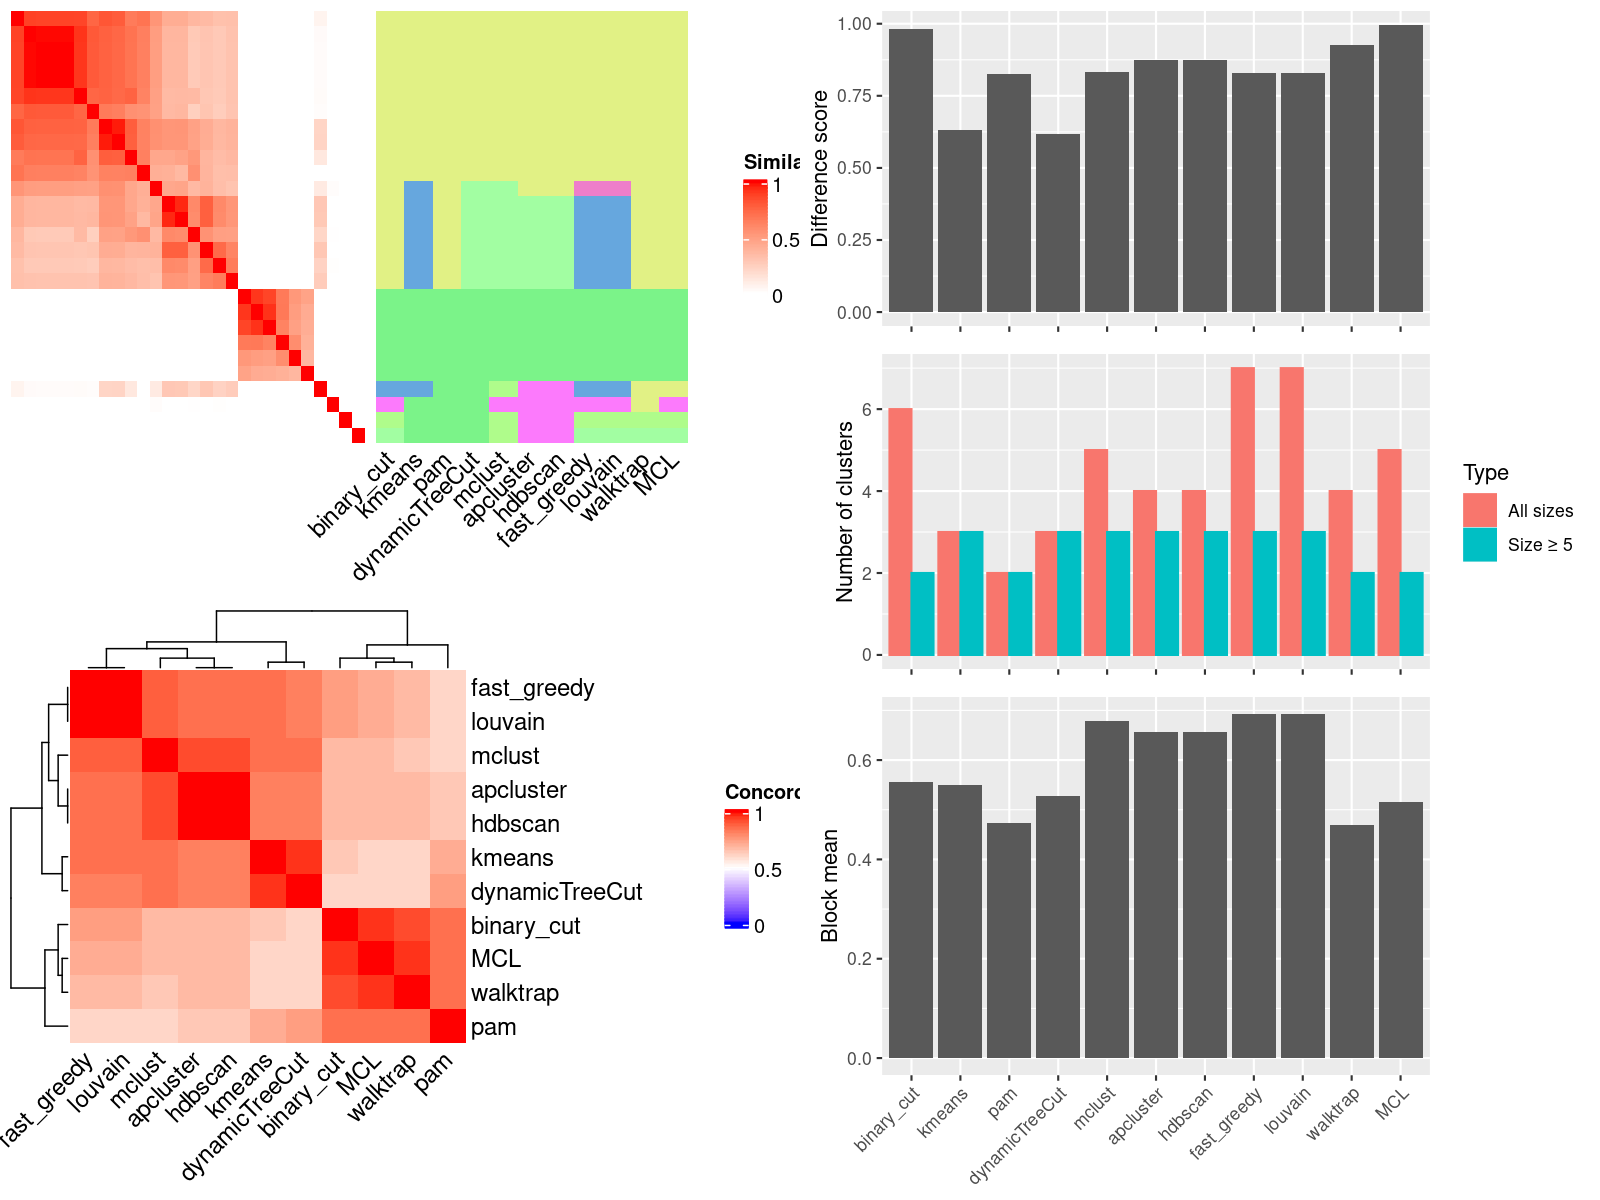 Simila
1
0.5
0
binary_cut
kmeans
pam
dynamicTreeCut
mclust
apcluster
hdbscan
fast_greedy
louvain
walktrap
MCL
Difference score
1.00
0.75
0.50
0.25
0.00
Number of clusters
6
4
2
0
Type
All sizes
Size ≥ 5
fast_greedy
louvain
mclust
apcluster
hdbscan
kmeans
dynamicTreeCut
binary_cut
MCL
walktrap
pam
fast_greedy
louvain
mclust
apcluster
hdbscan
kmeans
dynamicTreeCut
binary_cut
MCL
walktrap
pam
Concord
1
0.5
0
Block mean
0.6
0.4
0.2
0.0
binary_cut
kmeans
pam
dynamicTreeCut
mclust
apcluster
hdbscan
fast_greedy
louvain
walktrap
MCL